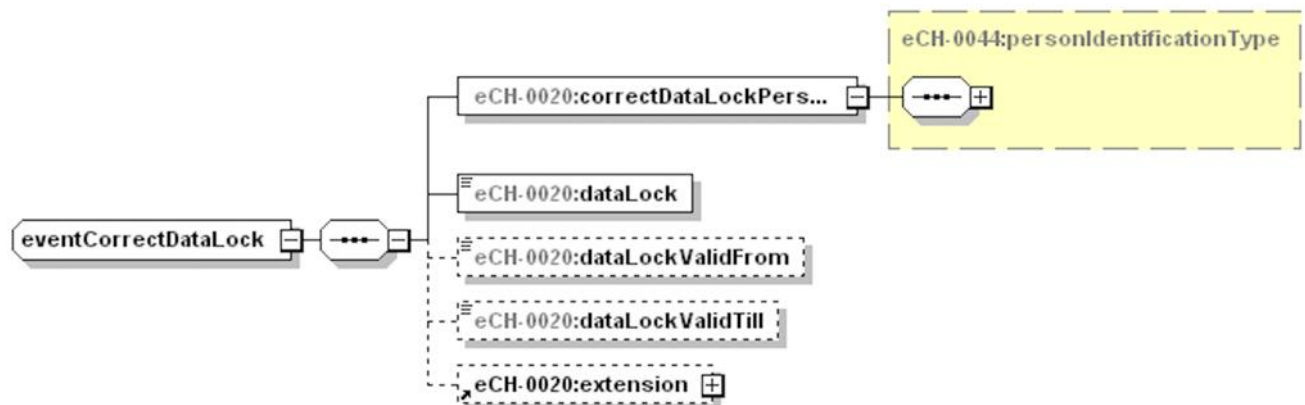 eCH-0044:personIdentificationType
eCH-0020:correctDataLockPers...
eCH-0020:dataLock
eventCorrectDataLock
eCH-0020:dataLockValidFrom
eCH-0020:dataLockValidTill
eCH-0020:extension